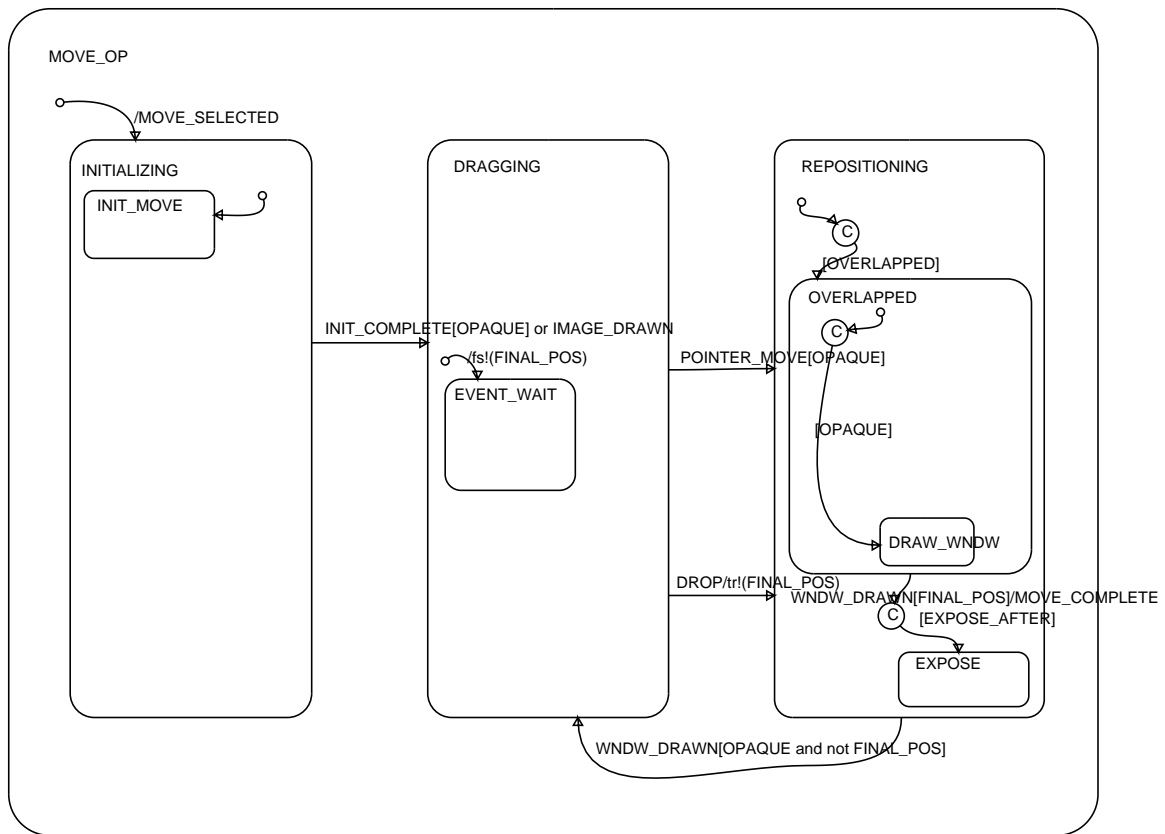 MOVE_OP
/MOVE_SELECTED
INITIALIZING
INIT_MOVE
DRAGGING
INIT_COMPLETE[OPAQUE] or IMAGE_DRAWN
/fs!(FINAL_POS)
EVENT_WAIT
REPOSITIONING
C
[OVERLAPPED]
OVERLAPPED
C
POINTER_MOVE[OPAQUE]
[OPAQUE]
DRAW_WNDW
DROP/tr!(FINAL_POS)
WNDW_DRAWN[FINAL_POS]/MOVE_COMPLETE
C
[EXPOSE_AFTER]
EXPOSE
WNDW_DRAWN[OPAQUE and not FINAL_POS]